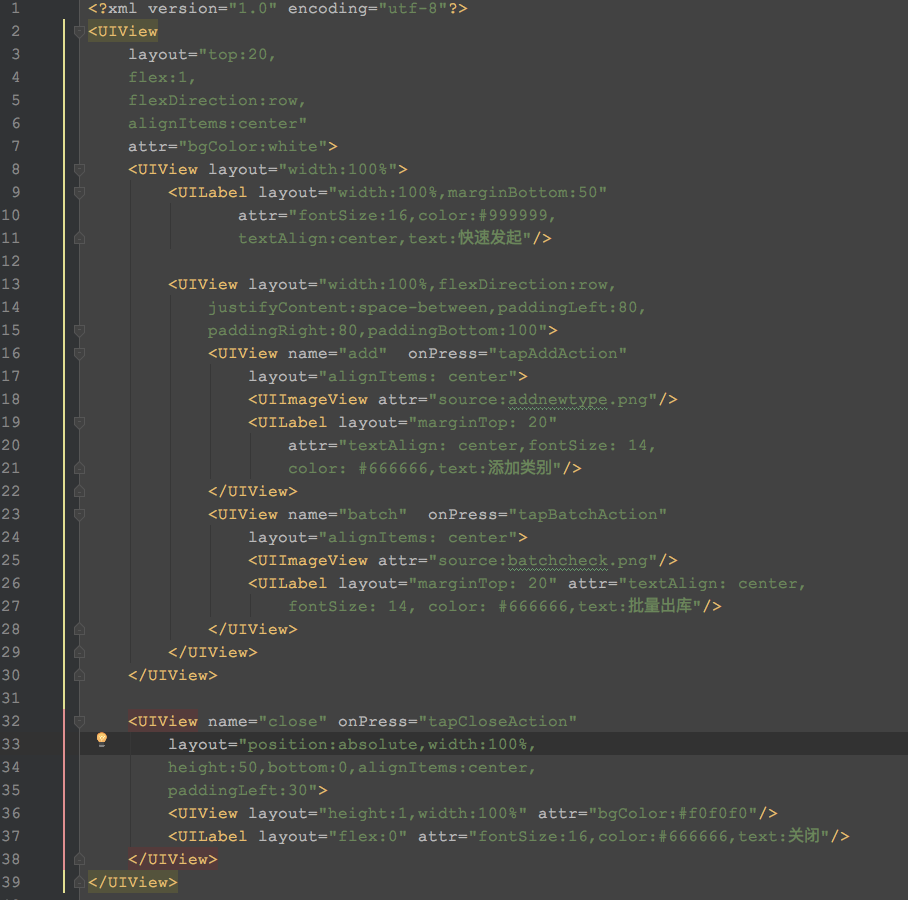 1 <?xml version="1.0" encoding="utf-8"?>
2 <UIView
3     layout="top:20,
4     flex:1,
5     flexDirection:row,
6     alignItems:center"
7     attr="bgColor:white">
8     <UIView layout="width:100%">
9         <UILabel layout="width:100%,marginBottom:50"
10                attr="fontSize:16,color:#999999,
11                textAlign:center,text:快速发起"/>
12
13         <UIView layout="width:100%,flexDirection:row,
14             justifyContent:space-between,paddingLeft:80,
15             paddingRight:80,paddingBottom:100">
16             <UIView name="add"  onPress="tapAddAction"
17                 layout="alignItems: center">
18                 <UIImageView attr="source:addnewtype.png"/>
19                 <UILabel layout="marginTop: 20"
20                     attr="textAlign: center,fontSize: 14,
21                     color: #666666,text:添加类别"/>
22             </UIView>
23             <UIView name="batch"  onPress="tapBatchAction"
24                 layout="alignItems: center">
25                 <UIImageView attr="source:batchcheck.png"/>
26                 <UILabel layout="marginTop: 20" attr="textAlign: center,
27                     fontSize: 14, color: #666666,text:批量出库"/>
28             </UIView>
29         </UIView>
30     </UIView>
31
32     <UIView name="close" onPress="tapCloseAction"
33         layout="position:absolute,width:100%,
34         height:50,bottom:0,alignItems:center,
35         paddingLeft:30">
36         <UIView layout="height:1,width:100%" attr="bgColor:#f0f0f0"/>
37         <UILabel layout="flex:0" attr="fontSize:16,color:#666666,text:关闭"/>
38     </UIView>
39 </UIView>